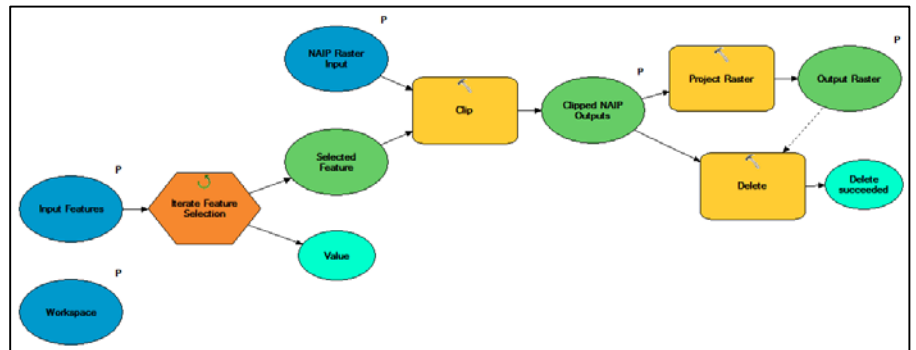 P
NAIP Raster
Input
Clip
P
Clipped NAIP
Outputs
Project Raster
P
Output Raster
P
Input Features
Iterate Feature
Selection
Selected
Feature
Value
Delete
Delete
succeeded
P
Workspace